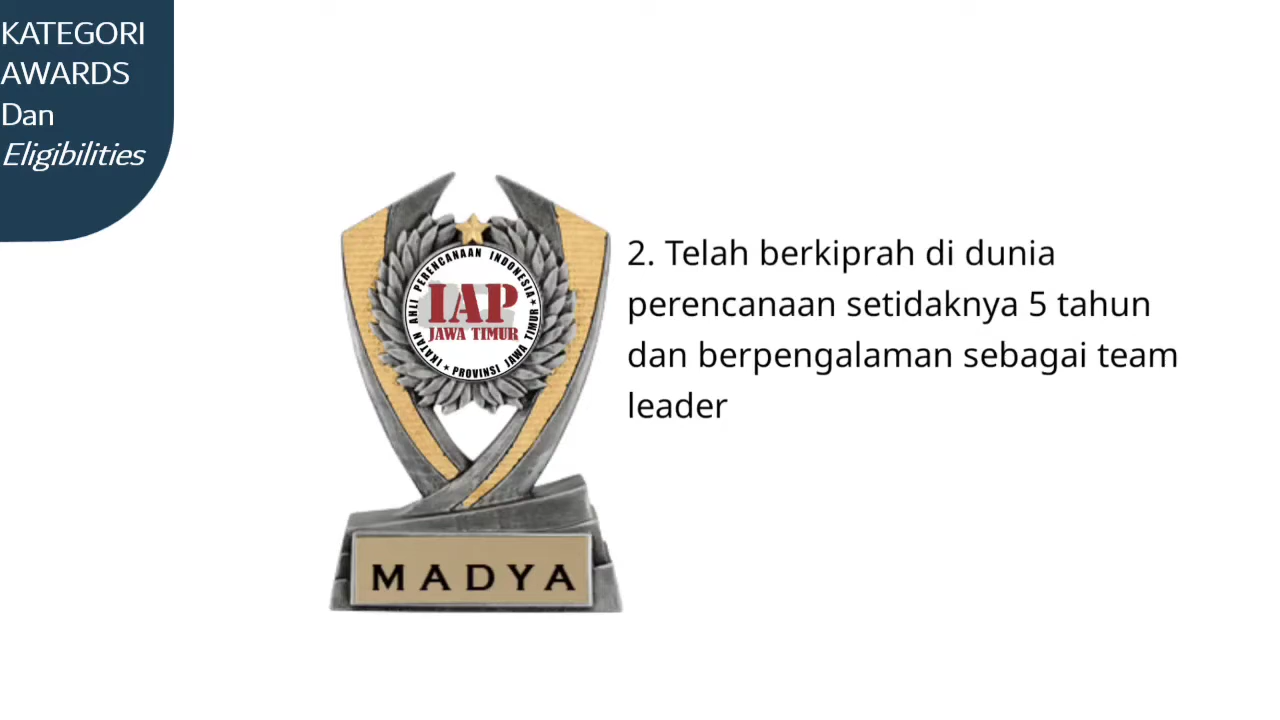 KATEGORI
AWARDS
Dan
Eligibilities
IKATAN AHLI PERENCANAAN INDONESIA
IAP
JAWA TIMUR
PROVINSI JAWA TIMUR
2. Telah berkiprah di dunia
perencanaan setidaknya 5 tahun
dan berpengalaman sebagai team
leader
MADYA